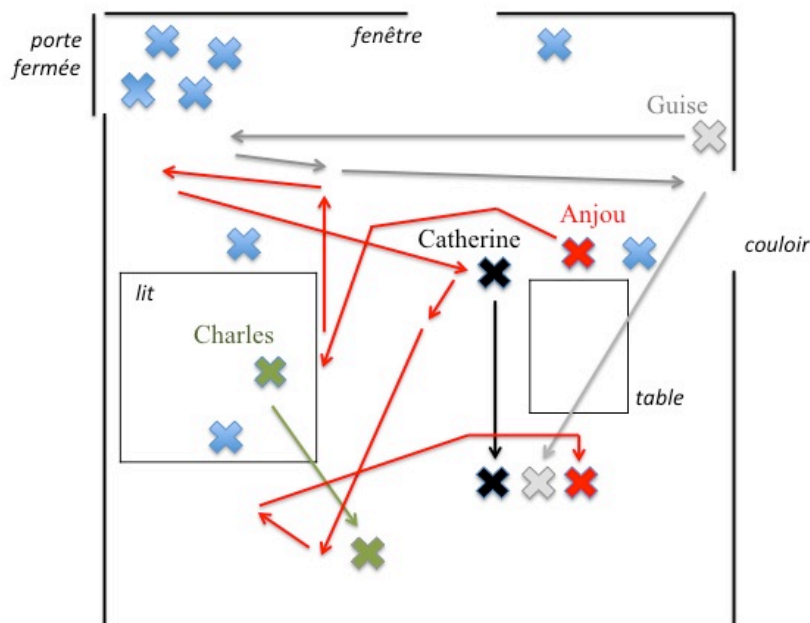 porte
fermée
fenêtre
Guise
Anjou
Catherine
couloir
lit
Charles
table